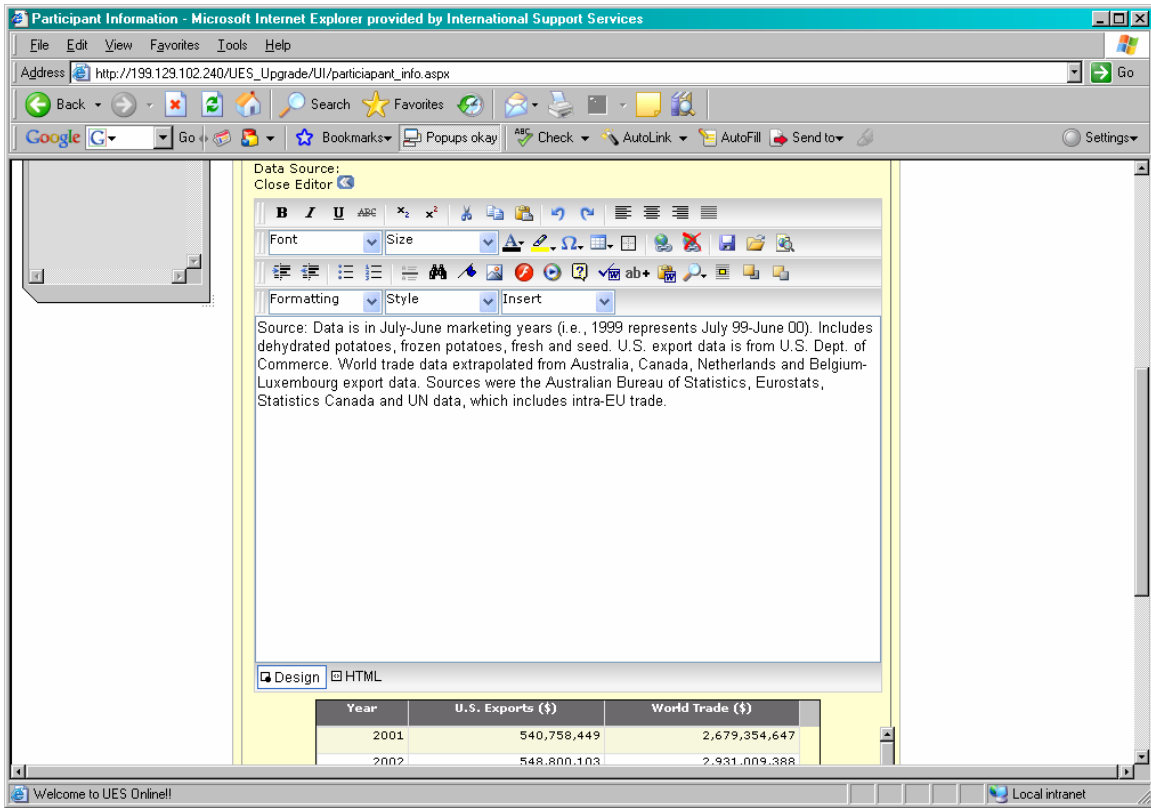 Participant Information - Microsoft Internet Explorer provided by International Support Services
File Edit View Favorites Tools Help
Address http://199.129.102.240/UES_Upgrade/UI/particiapant_info.aspx Go
Back Search Favorites
Google G Go Bookmarks Popups okay ABC Check AutoLink AutoFill Send to Settings
Data Source:
Close Editor
B I U ABC x₂ x²
Font Size A Ω
ab+
Formatting Style Insert
Source: Data is in July-June marketing years (i.e., 1999 represents July 99-June 00). Includes
dehydrated potatoes, frozen potatoes, fresh and seed. U.S. export data is from U.S. Dept. of
Commerce. World trade data extrapolated from Australia, Canada, Netherlands and Belgium-
Luxembourg export data. Sources were the Australian Bureau of Statistics, Eurostats,
Statistics Canada and UN data, which includes intra-EU trade.
Design HTML
Year U.S. Exports ($) World Trade ($)
2001 540,758,449 2,679,354,647
2002 548,800,103 2,931,009,388
Welcome to UES Online!! Local intranet